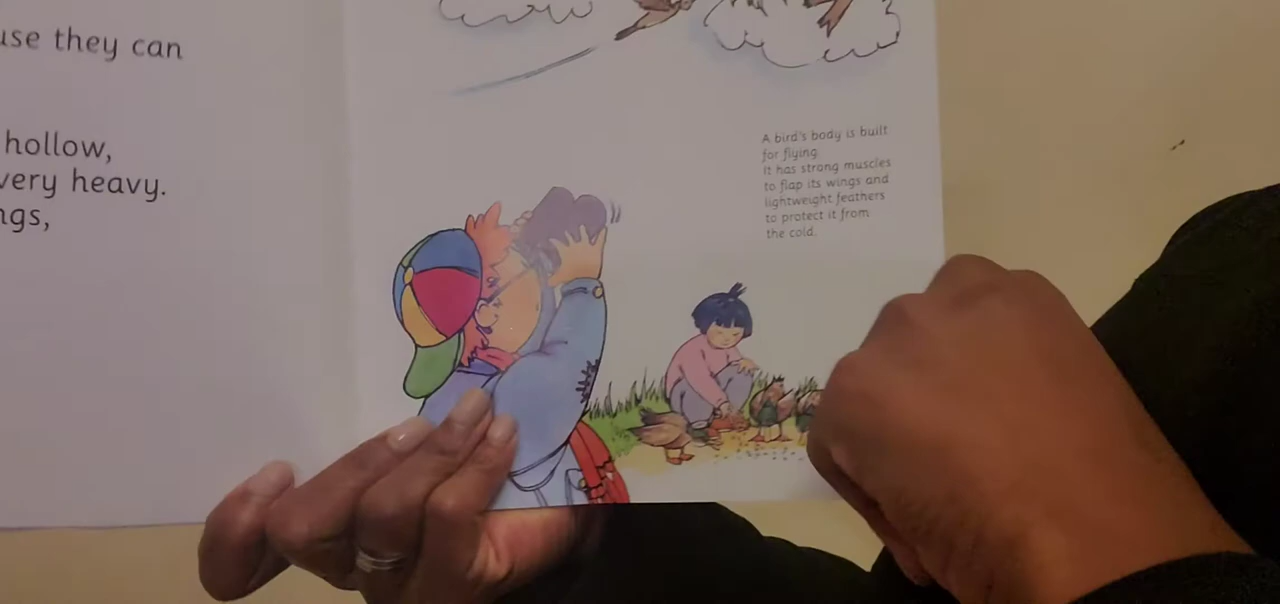 use they can
hollow,
very heavy.
ngs,
A bird's body is built
for flying.
It has strong muscles
to flap its wings and
lightweight feathers
to protect it from
the cold.